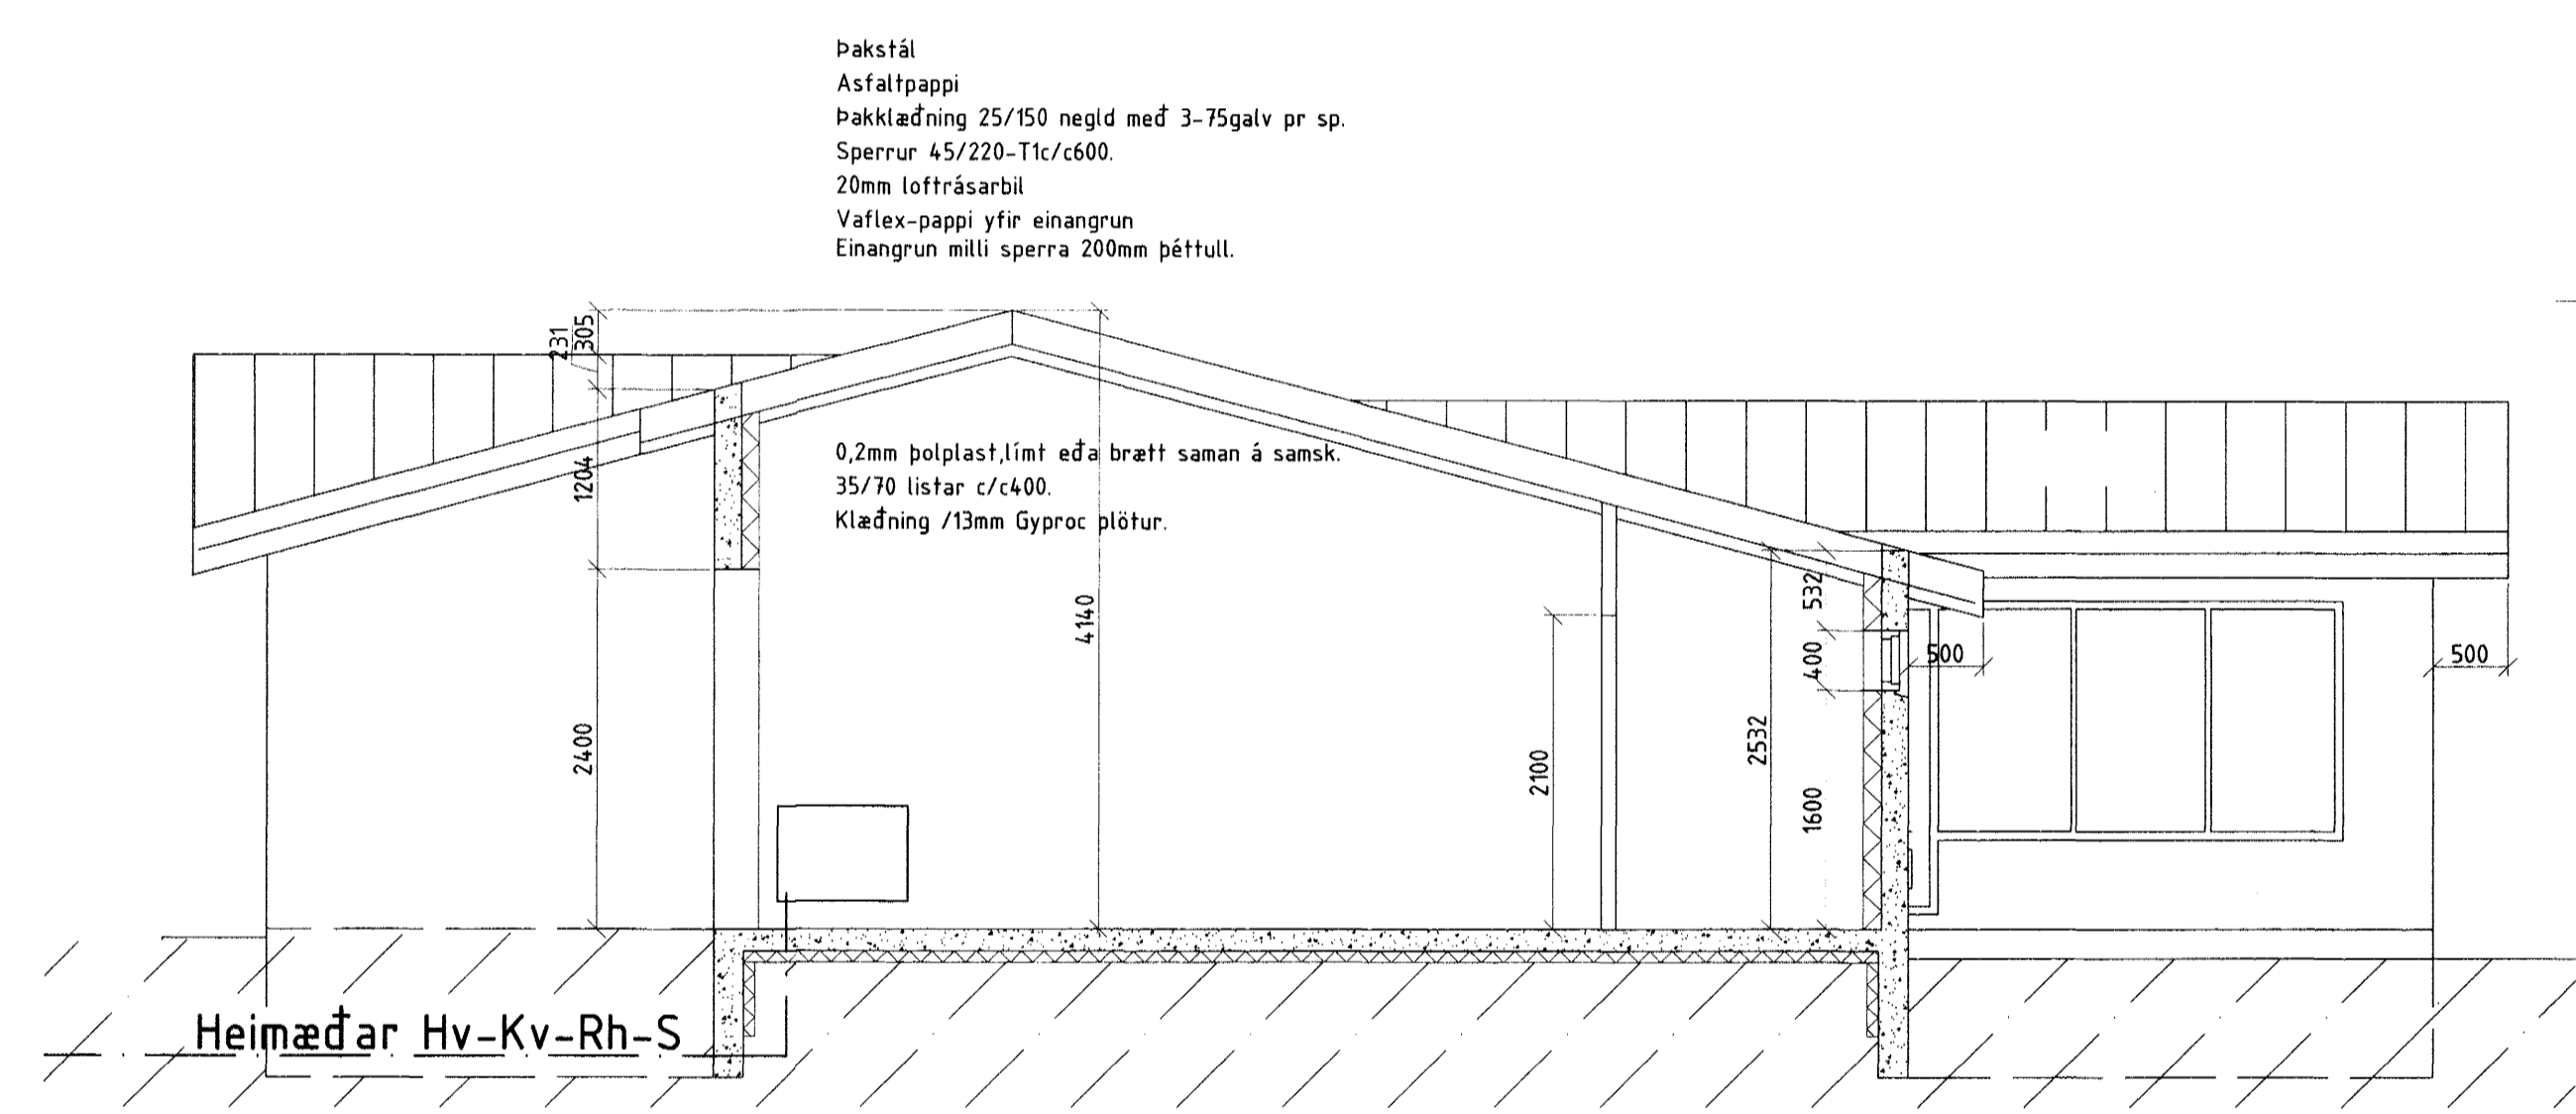 Þakstál
Asfaltpappi
Þakklæðning 25/150 negld með 3-75galv pr sp.
Sperrur 45/220-T1c/c600.
20mm loftrásarbil
Vaflex-pappi yfir einangrun
Einangrun milli sperra 200mm þéttull.
231
305
0,2mm þolplast,límt eða brætt saman á samsk.
35/70 listar c/c400.
Klæðning /13mm Gyproc plötur.
1204
2400
4140
2100
2532
532
400
1600
500
500
Heimæðar Hv-Kv-Rh-S